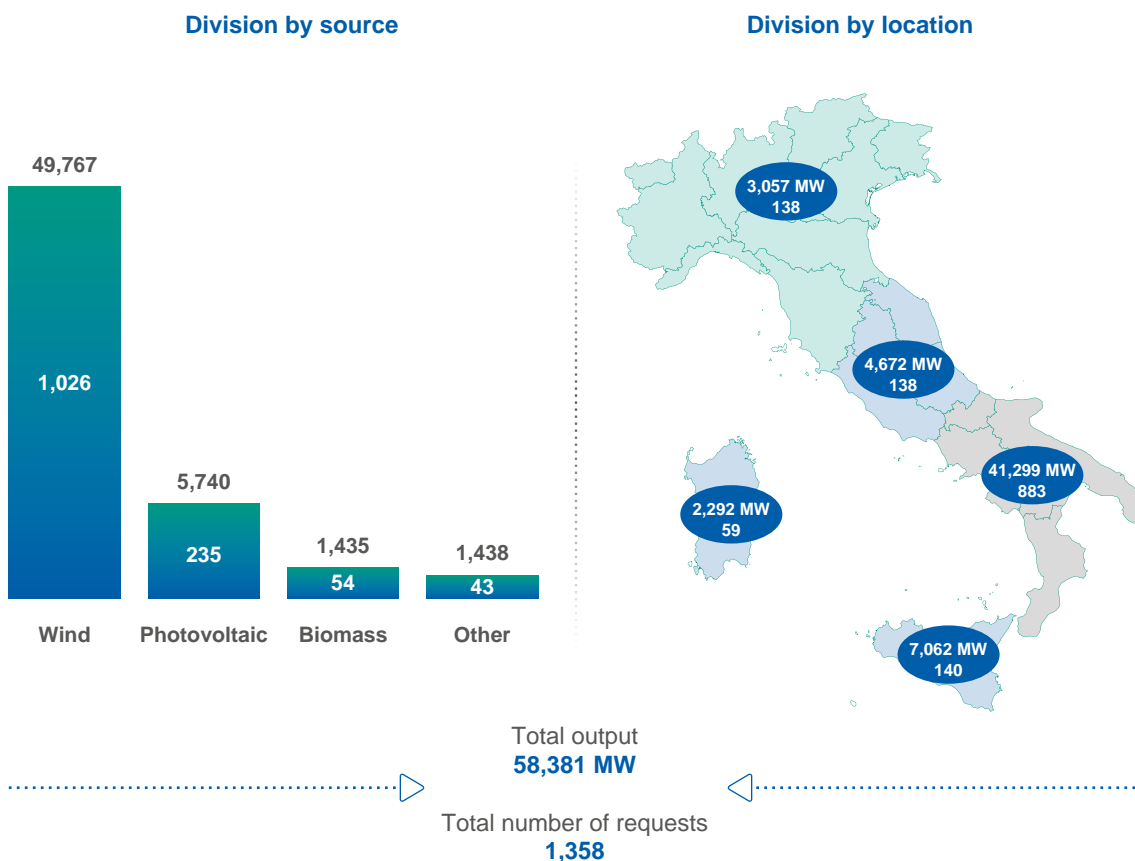 Division by source
49,767
1,026
5,740
235
1,435
54
1,438
43
Wind
Photovoltaic
Biomass
Other
Division by location
3,057 MW
138
4,672 MW
138
41,299 MW
883
2,292 MW
59
7,062 MW
140
Total output
58,381 MW
Total number of requests
1,358